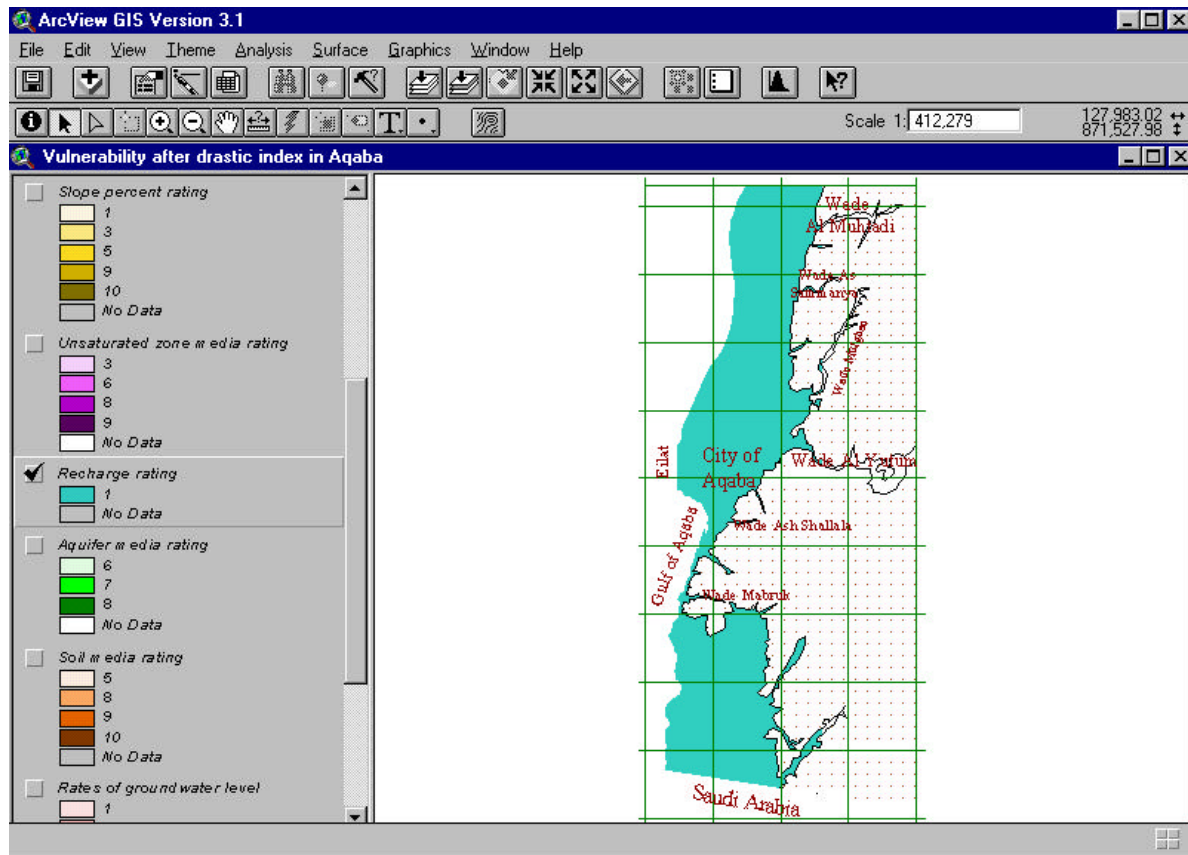 ArcView GIS Version 3.1
File Edit View Theme Analysis Surface Graphics Window Help
Scale 1: 412,279
127,983.02
871,527.98
Vulnerability after drastic index in Aqaba
Slope percent rating
1
3
5
9
10
No Data
Unsaturated zone media rating
3
6
8
9
No Data
Recharge rating
1
No Data
Aquifer media rating
6
7
8
No Data
Soil media rating
5
8
9
10
No Data
Rates of ground water level
1
Wade
Al Muhtadi
Wade As
Wade Al Yutum
Eilat
City of
Aqaba
Gulf of Aqaba
Wade Ash Shallala
Wade Mabruk
Saudi Arabia